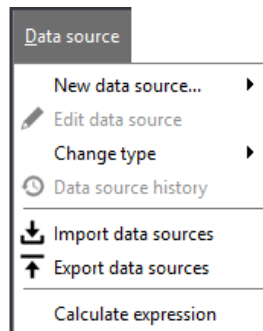 Data source
New data source...
Edit data source
Change type
Data source history
Import data sources
Export data sources
Calculate expression